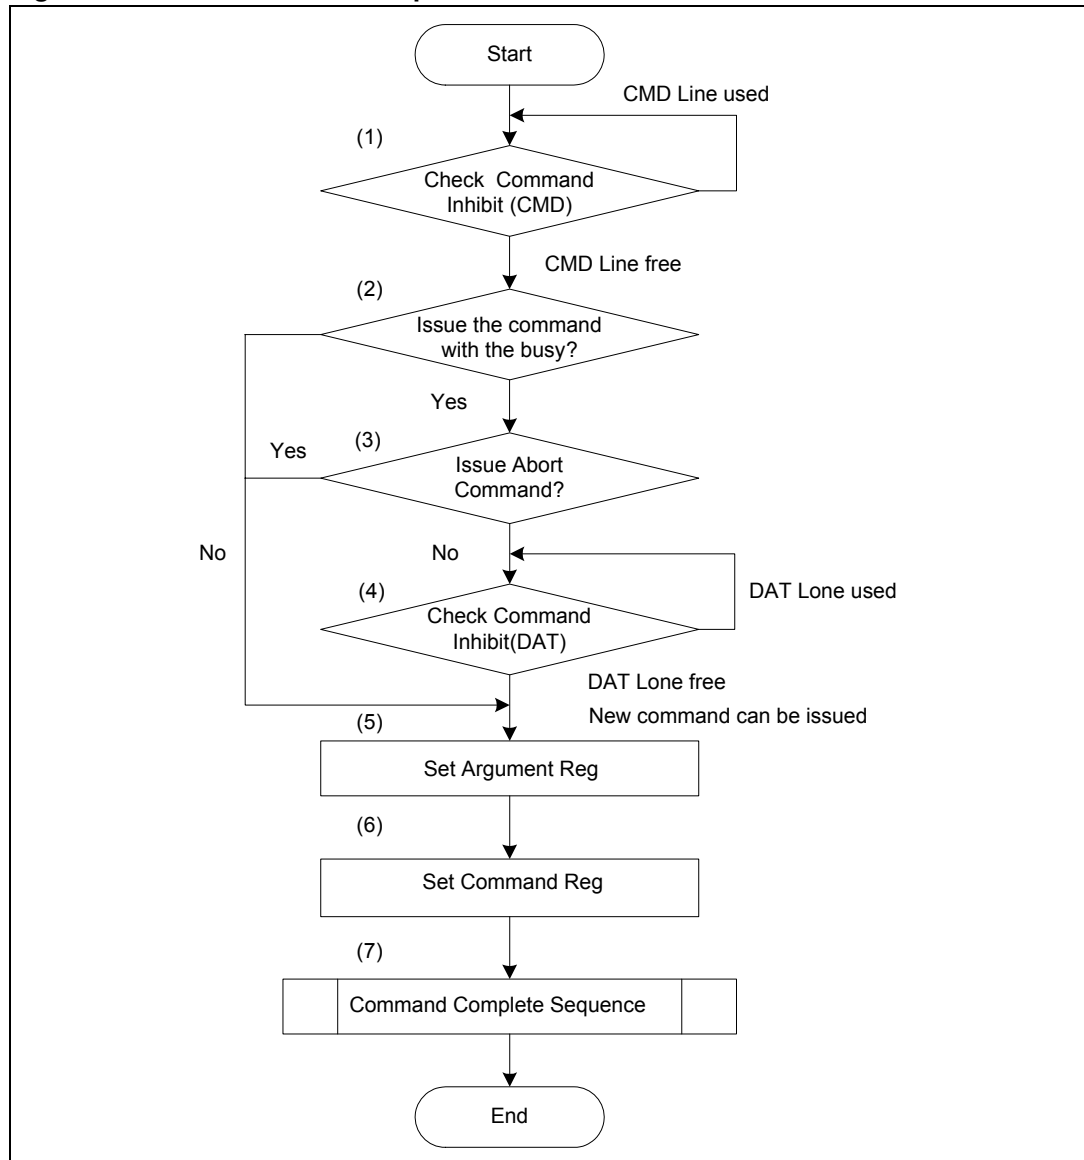 Start
CMD Line used
(1)
Check Command
Inhibit (CMD)
CMD Line free
(2)
Issue the command
with the busy?
Yes
(3)
Yes
Issue Abort
Command?
No
No
(4)
DAT Lone used
Check Command
Inhibit(DAT)
DAT Lone free
New command can be issued
(5)
Set Argument Reg
(6)
Set Command Reg
(7)
Command Complete Sequence
End